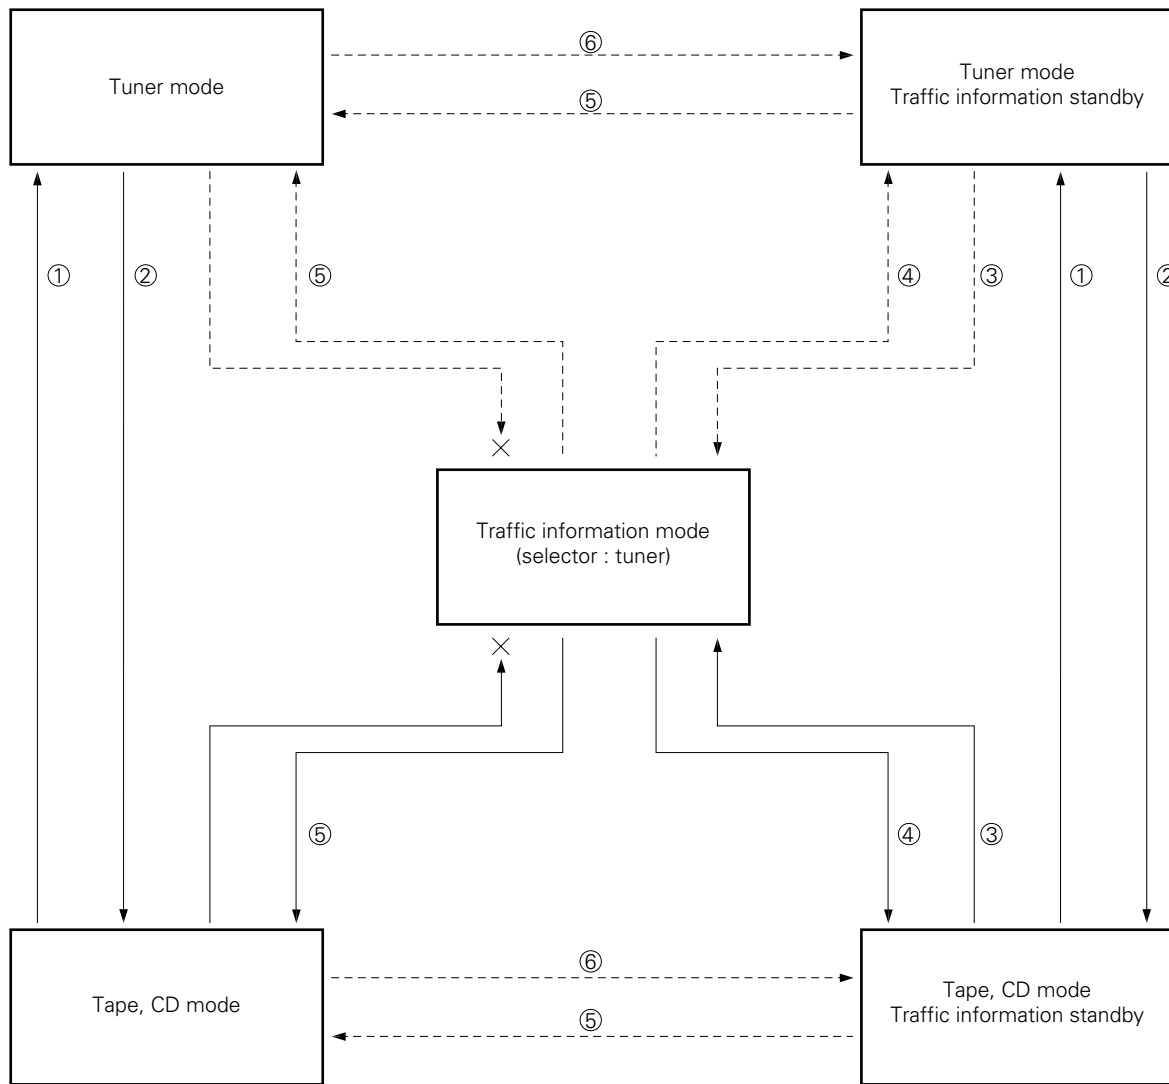 ⑥
Tuner mode
Tuner mode
Traffic information standby
⑤
①
②
⑤
④
③
①
②
Traffic information mode
(selector : tuner)
⑤
④
③
⑥
Tape, CD mode
Tape, CD mode
Traffic information standby
⑤